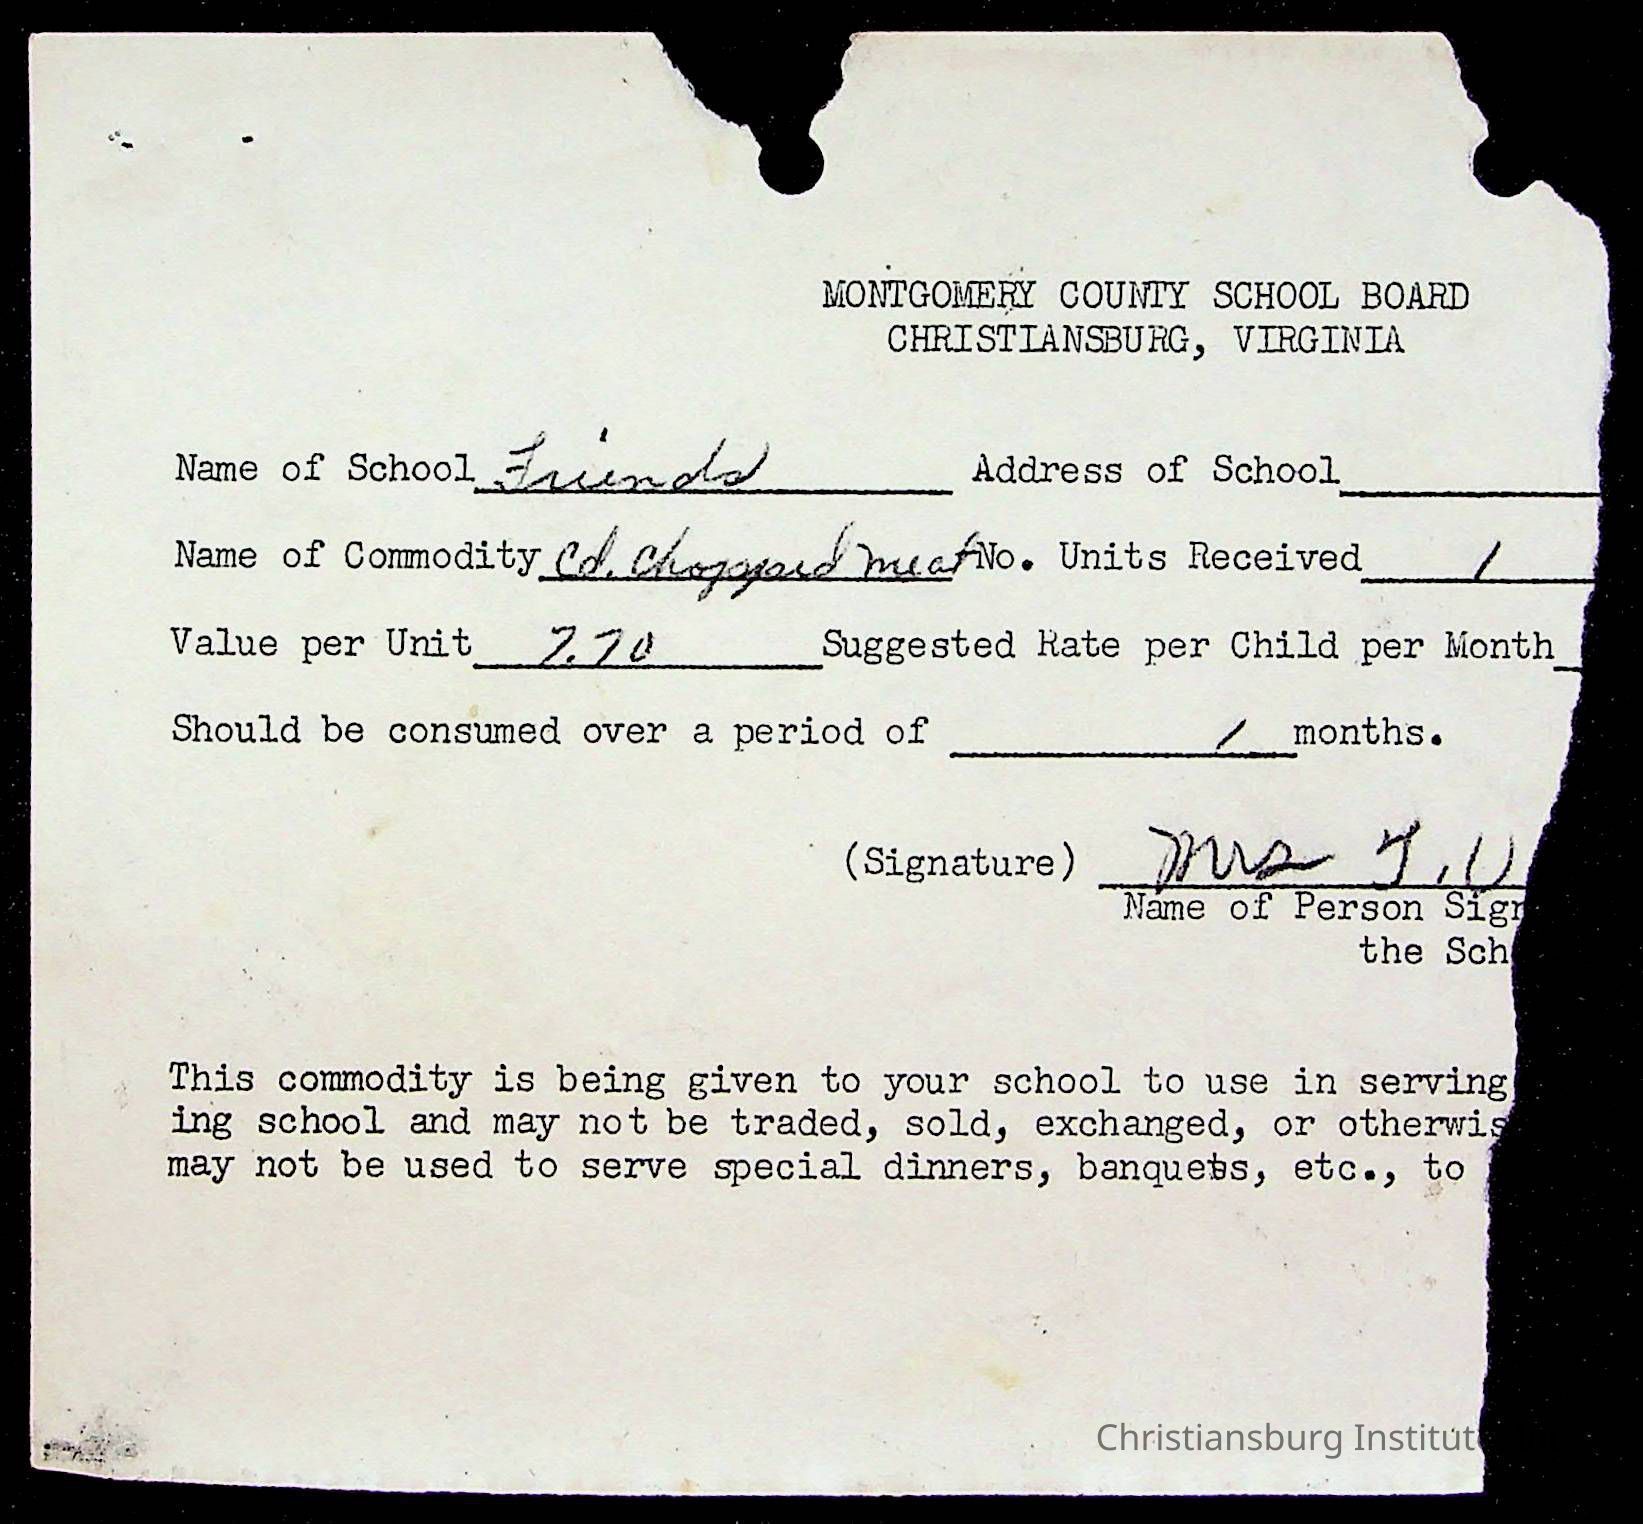 MONTGOMERY COUNTY SCHOOL BOARD
CHRISTIANSBURG, VIRGINIA
Name of School Friends Address of School
Name of Commodity Cd. Chopped meat No. Units Received 1
Value per Unit 7.70 Suggested Rate per Child per Month
Should be consumed over a period of 1 months.
(Signature) Mrs
Name of Person Sign
the Sch
This commodity is being given to your school to use in serving
ing school and may not be traded, sold, exchanged, or otherwis
may not be used to serve special dinners, banquets, etc., to
Christiansburg Institute